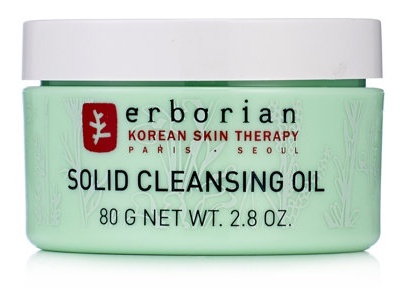 erborian
KOREAN SKIN THERAPY
PARIS · SEOUL
SOLID CLEANSING OIL
80 G NET WT. 2.8 OZ.